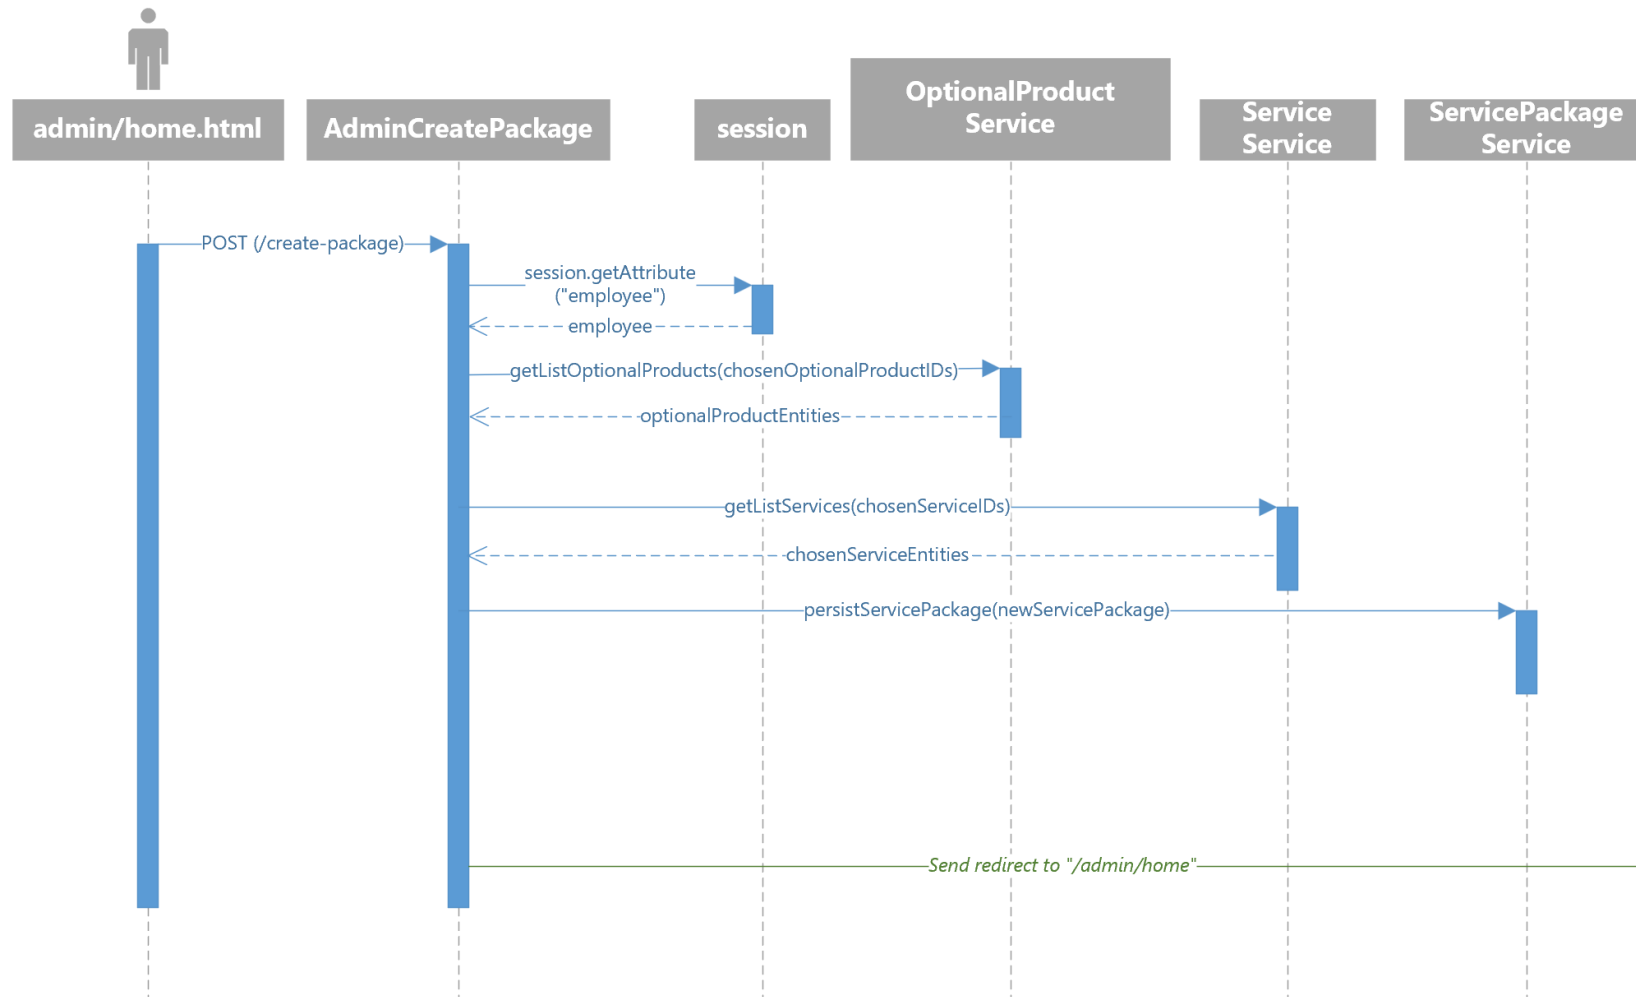 admin/home.html
AdminCreatePackage
session
OptionalProduct
Service
Service
Service
ServicePackage
Service
POST (/create-package)
session.getAttribute
("employee")
employee
getListOptionalProducts(chosenOptionalProductIDs)
optionalProductEntities
getListServices(chosenServiceIDs)
chosenServiceEntities
persistServicePackage(newServicePackage)
Send redirect to "/admin/home"